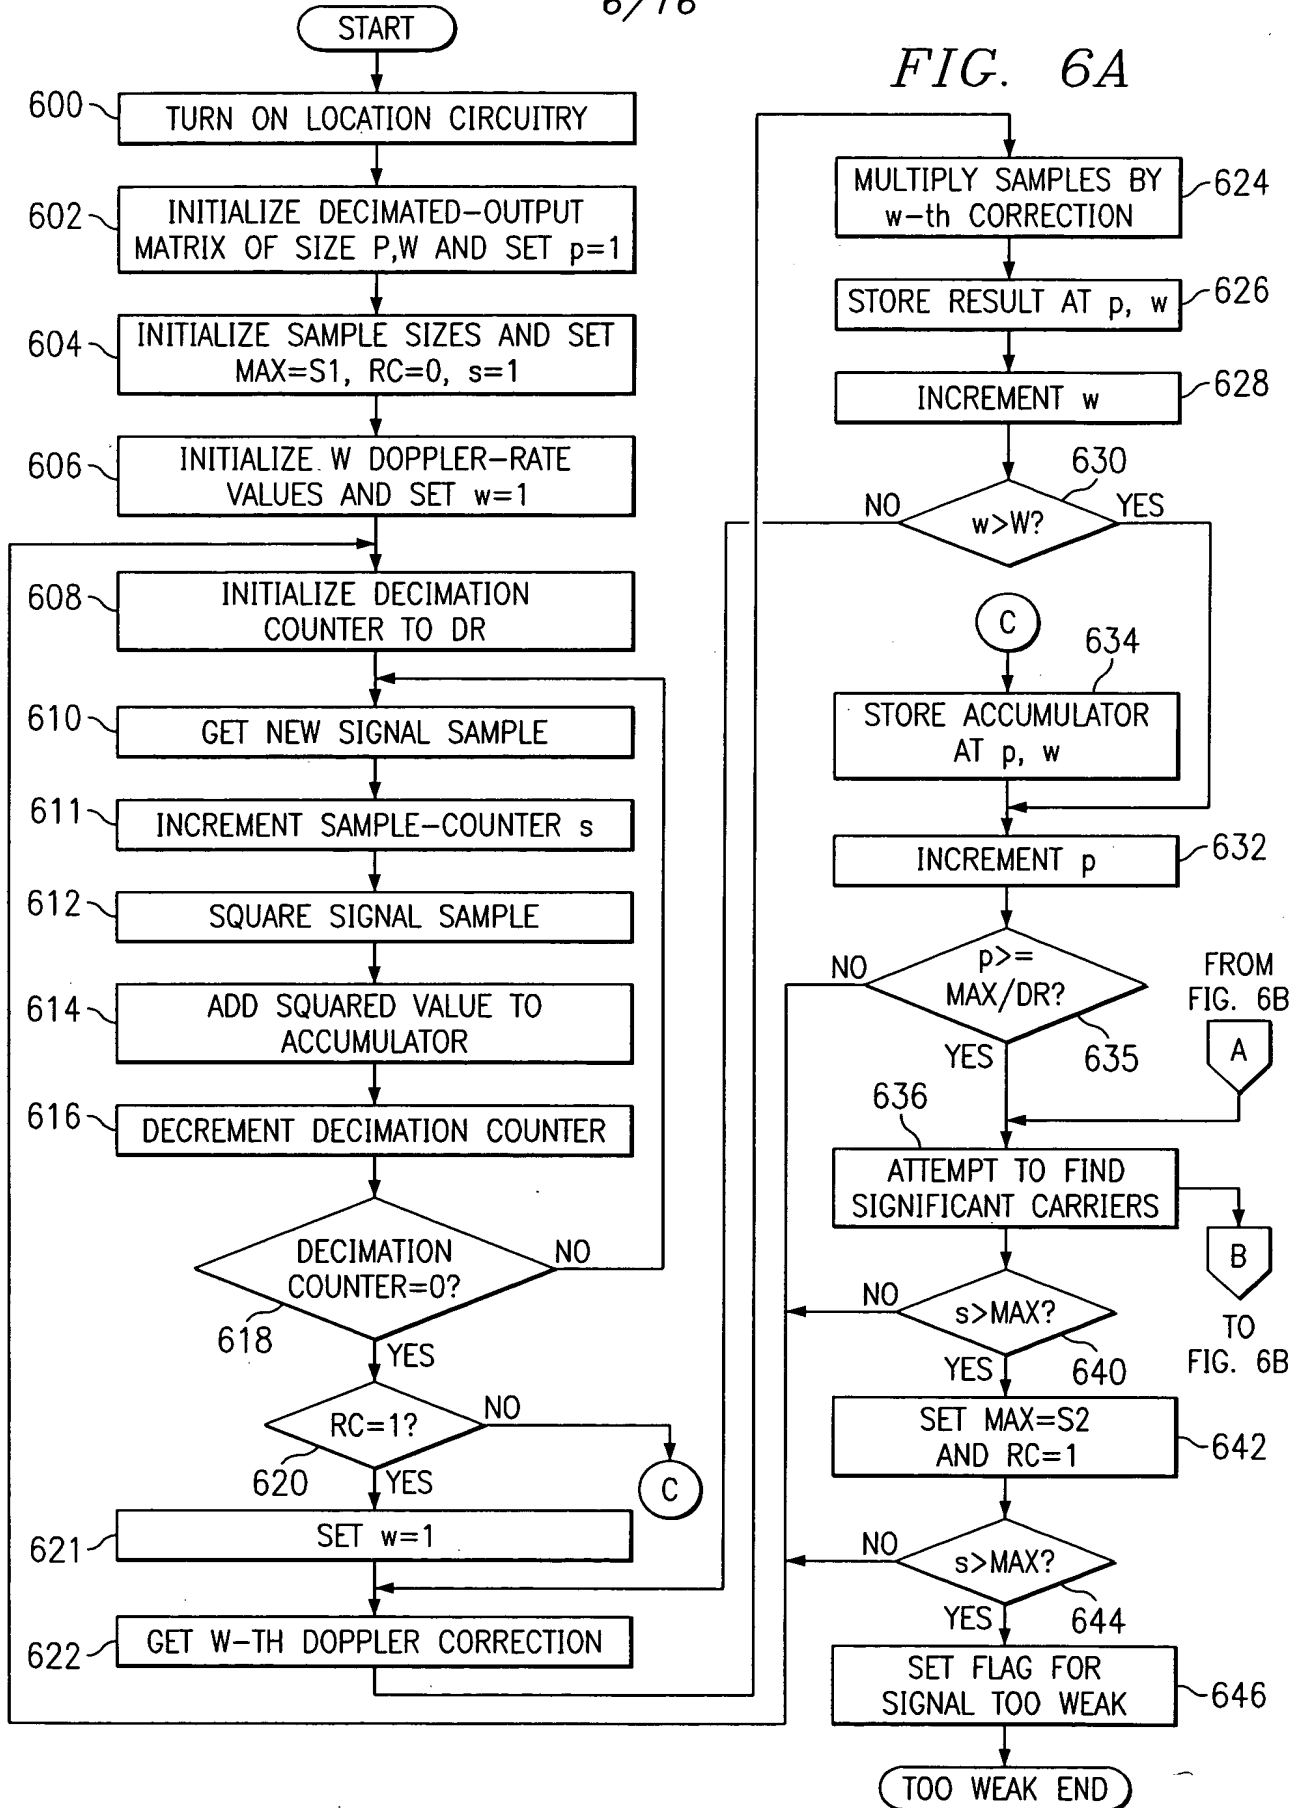 6/16
FIG. 6A
START
600
TURN ON LOCATION CIRCUITRY
602
INITIALIZE DECIMATED-OUTPUT
MATRIX OF SIZE P,W AND SET p=1
604
INITIALIZE SAMPLE SIZES AND SET
MAX=S1, RC=0, s=1
606
INITIALIZE W DOPPLER-RATE
VALUES AND SET w=1
608
INITIALIZE DECIMATION
COUNTER TO DR
610
GET NEW SIGNAL SAMPLE
611
INCREMENT SAMPLE-COUNTER s
612
SQUARE SIGNAL SAMPLE
614
ADD SQUARED VALUE TO
ACCUMULATOR
616
DECREMENT DECIMATION COUNTER
DECIMATION
COUNTER=0?
NO
618
YES
RC=1?
NO
620
YES
C
621
SET w=1
622
GET W-TH DOPPLER CORRECTION
MULTIPLY SAMPLES BY
w-th CORRECTION
624
STORE RESULT AT p, w
626
INCREMENT w
628
630
NO
w>W?
YES
C
634
STORE ACCUMULATOR
AT p, w
INCREMENT p
632
NO
p>=
MAX/DR?
YES
635
FROM
FIG. 6B
A
636
ATTEMPT TO FIND
SIGNIFICANT CARRIERS
B
TO
FIG. 6B
NO
s>MAX?
YES
640
SET MAX=S2
AND RC=1
642
NO
s>MAX?
YES
644
SET FLAG FOR
SIGNAL TOO WEAK
646
TOO WEAK END